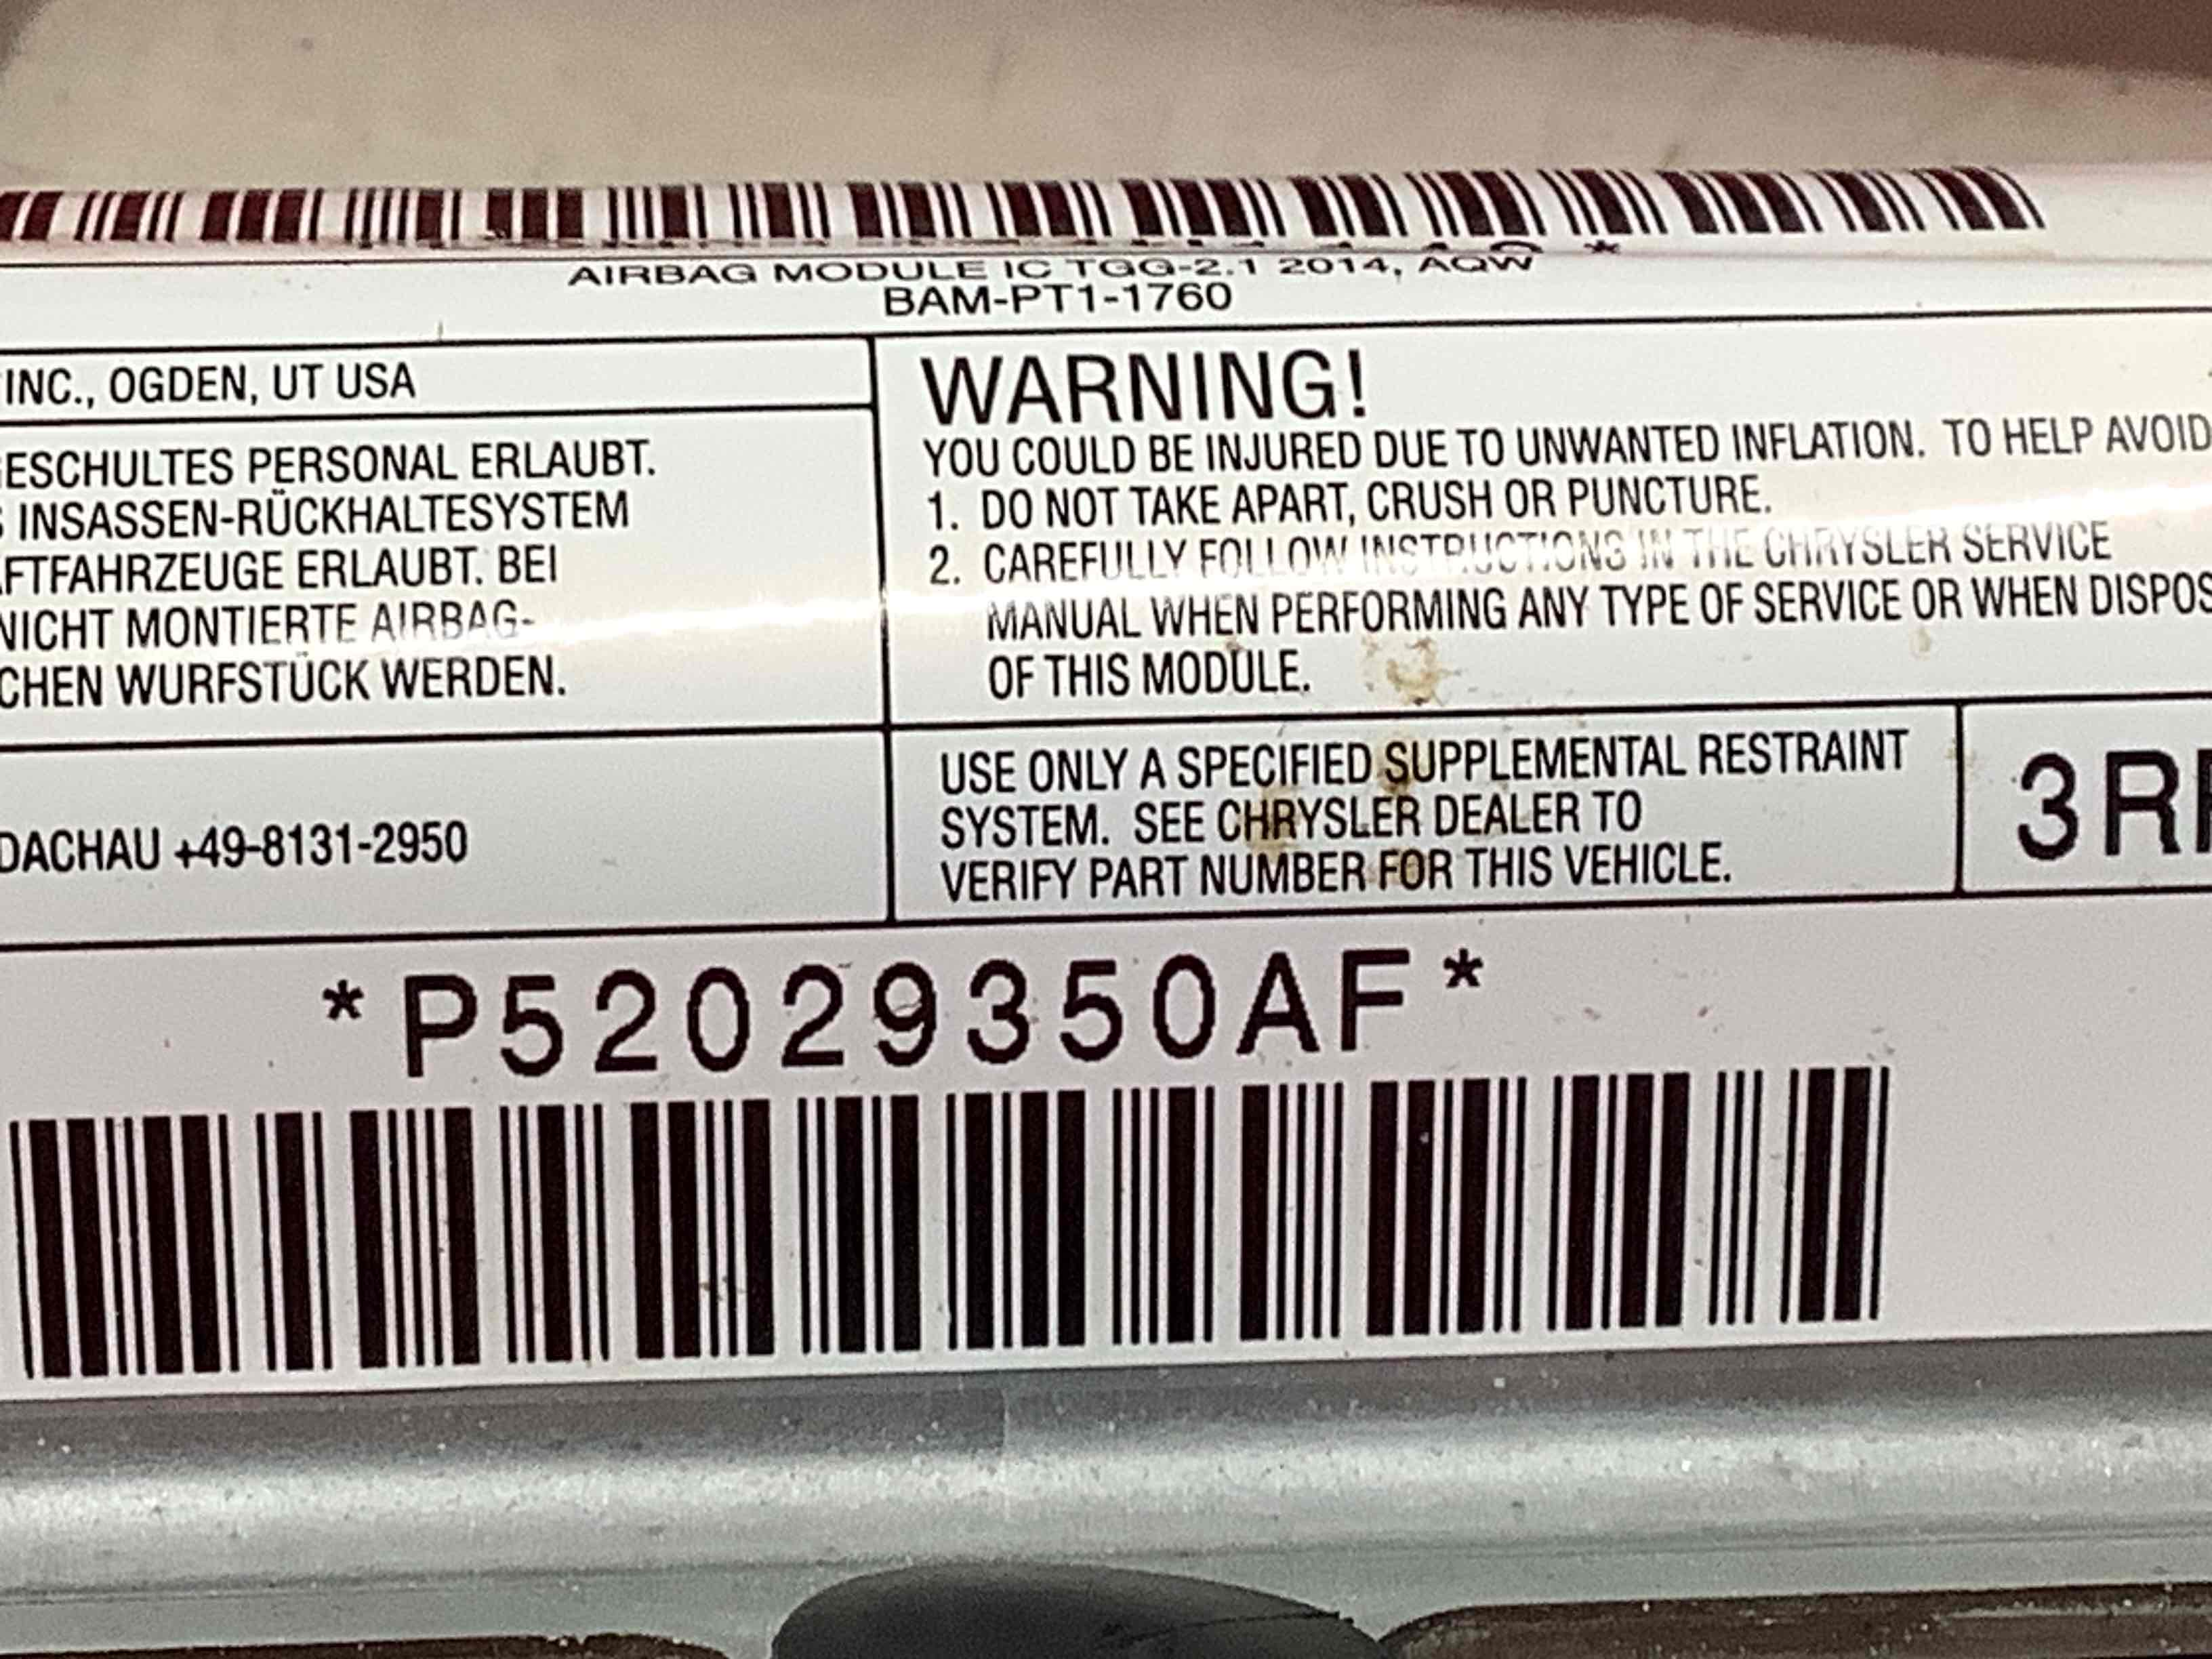 AIRBAG MODULE IC TGG-2.1 2014, AQW
BAM-PT1-1760
INC., OGDEN, UT USA
ESCHULTES PERSONAL ERLAUBT.
INSASSEN-RÜCKHALTESYSTEM
FTFAHRZEUGE ERLAUBT. BEI
NICHT MONTIERTE AIRBAG-
CHEN WURFSTÜCK WERDEN.
DACHAU +49-8131-2950
WARNING!
YOU COULD BE INJURED DUE TO UNWANTED INFLATION. TO HELP AVOID
1. DO NOT TAKE APART, CRUSH OR PUNCTURE.
2. CAREFULLY FOLLOW INSTRUCTIONS IN THE CHRYSLER SERVICE
MANUAL WHEN PERFORMING ANY TYPE OF SERVICE OR WHEN DISPOS
OF THIS MODULE.
USE ONLY A SPECIFIED SUPPLEMENTAL RESTRAINT
SYSTEM. SEE CHRYSLER DEALER TO
VERIFY PART NUMBER FOR THIS VEHICLE.
3R
*P52029350AF*